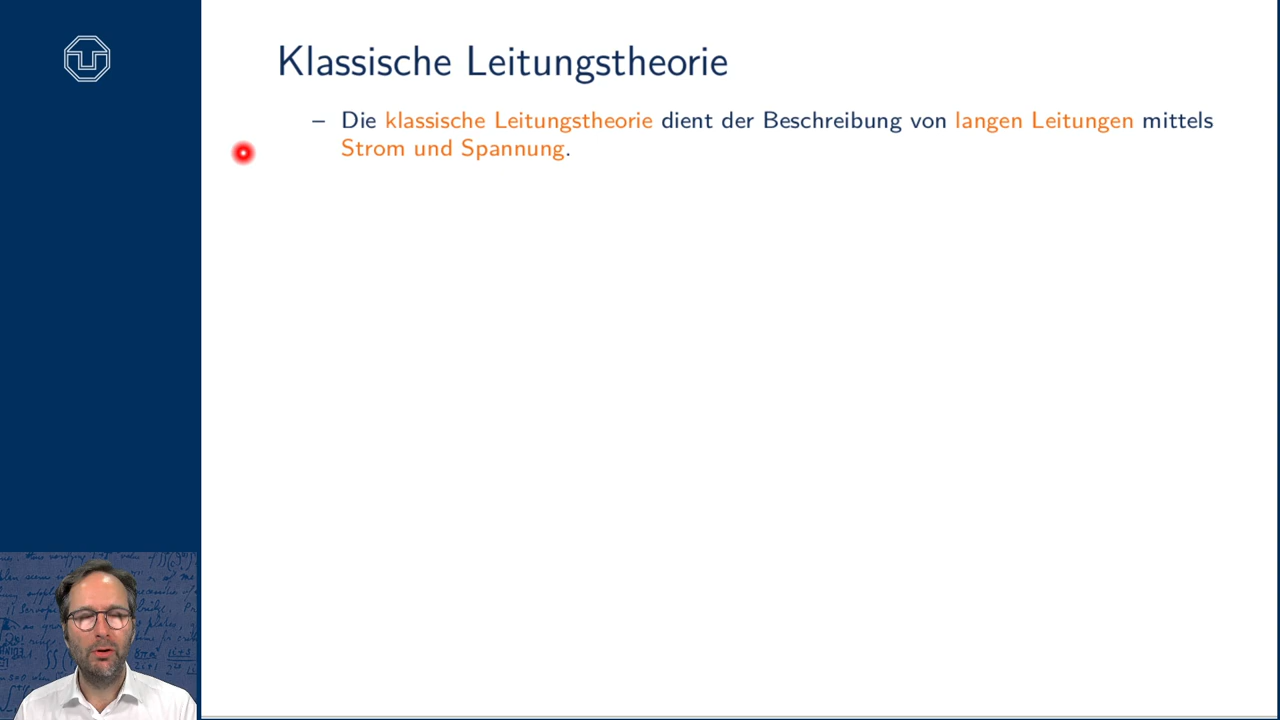 Klassische Leitungstheorie
– Die klassische Leitungstheorie dient der Beschreibung von langen Leitungen mittels
Strom und Spannung.